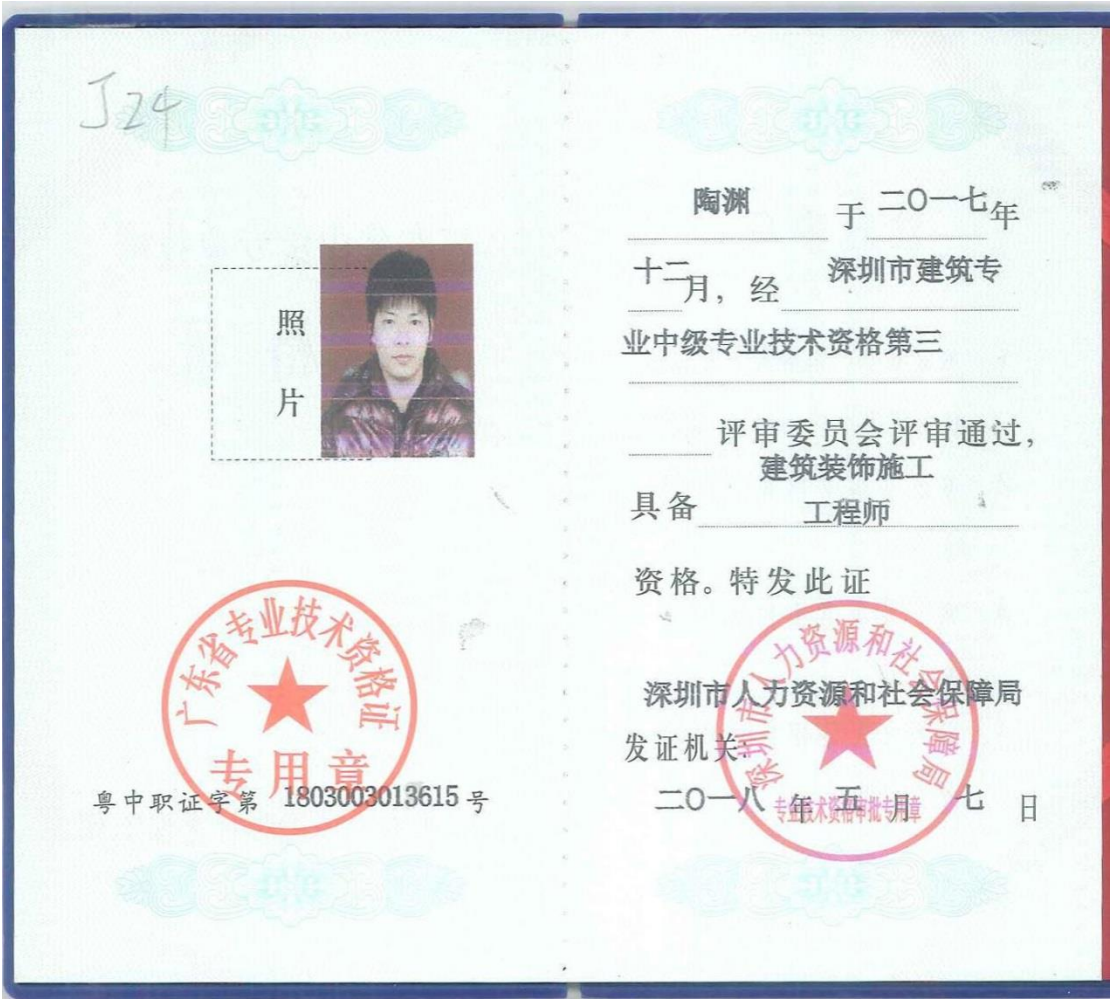 J24
照
片
广东省专业技术资格证
专用章
粤中职证字第 1803003013615 号
陶渊 于 二〇一七 年
十二月，经 深圳市建筑专
业中级专业技术资格第三
评审委员会评审通过，
建筑装饰施工
具备 工程师
资格。特发此证
深圳市人力资源和社会保障局
深圳市人力资源和社会保障局
发证机关：
二〇一八 年 五 月 七 日
专业技术资格审批专用章